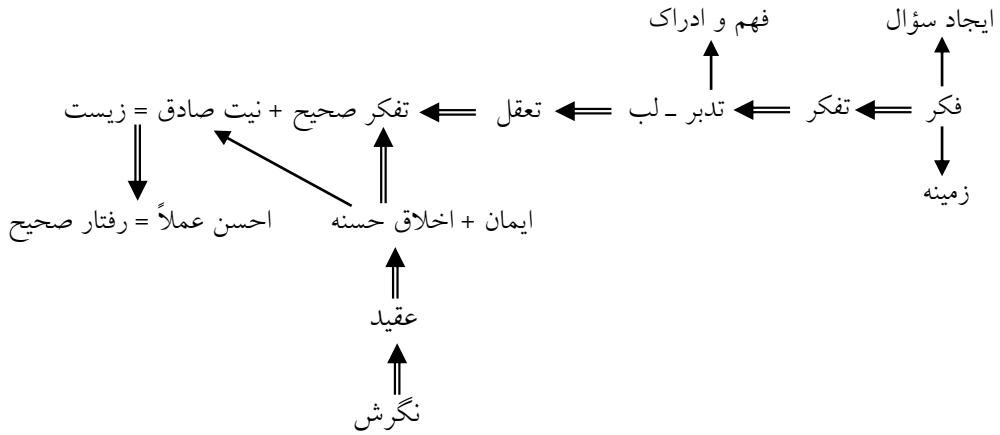 ایجاد سؤال
فهم و ادراک
فکر
تفکر
تدبر ـ لب
تعقل
تفکر صحیح + نیت صادق = زیست
زمینه
ایمان + اخلاق حسنه
احسن عملاً = رفتار صحیح
عقید
نگرش